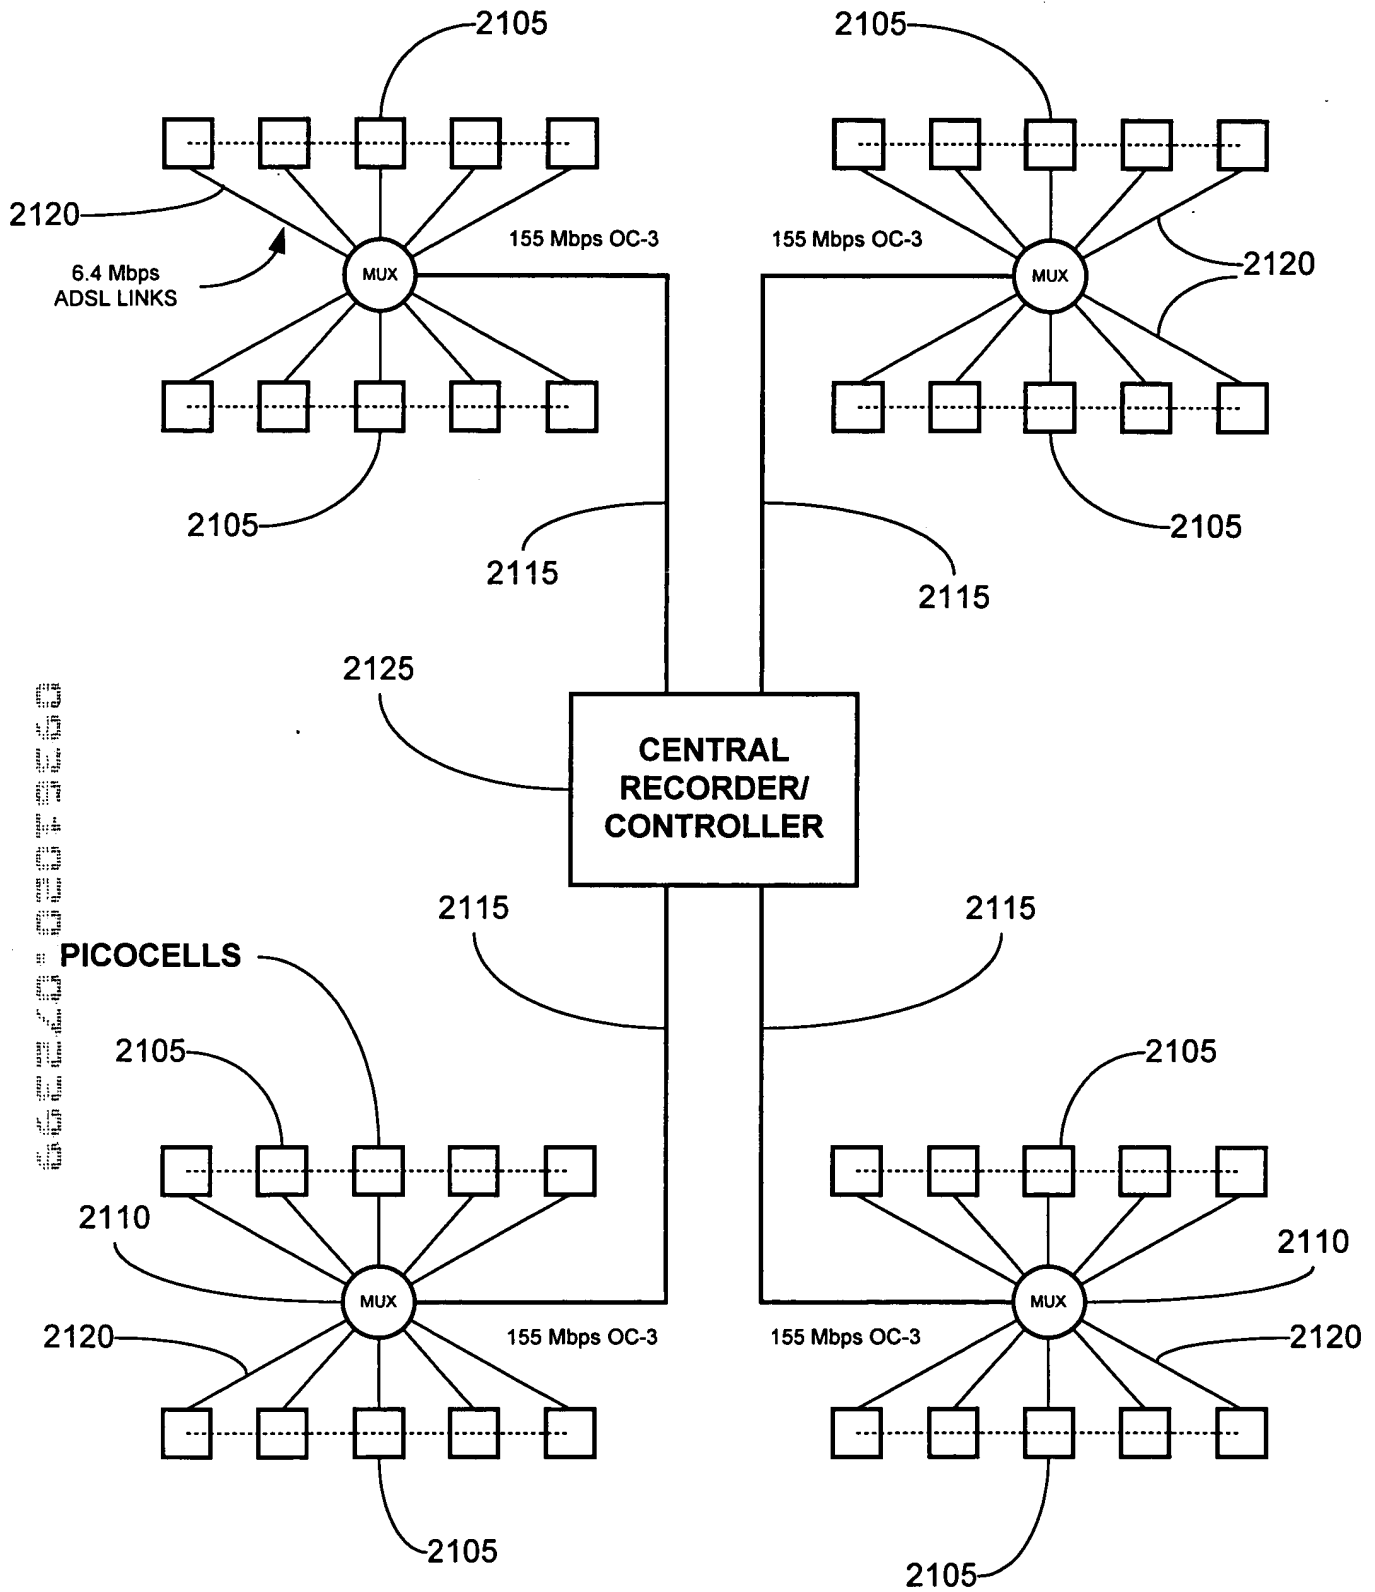 2105
2105
2120
6.4 Mbps
ADSL LINKS
MUX
155 Mbps OC-3
155 Mbps OC-3
MUX
2120
2105
2105
2115
2115
2125
CENTRAL
RECORDER/
CONTROLLER
2115
2115
PICOCELLS
2105
2105
2110
2110
MUX
MUX
2120
155 Mbps OC-3
155 Mbps OC-3
2120
2105
2105